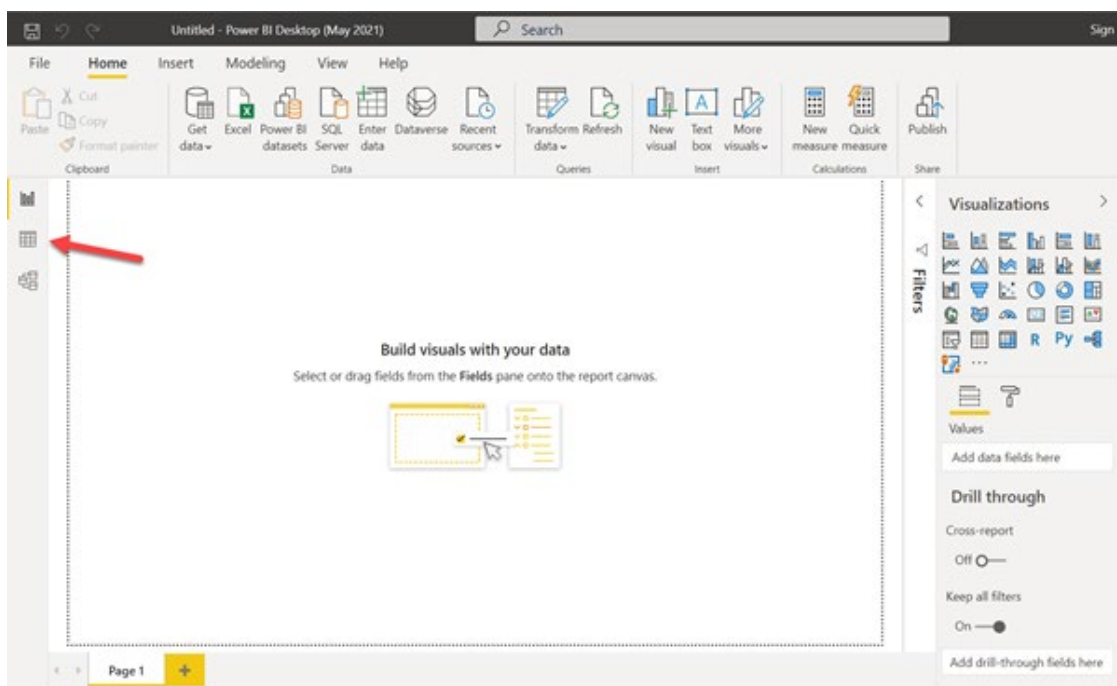 Untitled - Power BI Desktop (May 2021)
Search
Sign
File Home Insert Modeling View Help
Paste
Cut
Copy
Format painter
Clipboard
Get data
Excel
Power BI datasets
SQL Server
Enter data
Dataverse
Recent sources
Data
Transform data
Refresh
Queries
New visual
Text box
More visuals
Insert
New measure
Quick measure
Calculations
Publish
Share
Filters
Build visuals with your data
Select or drag fields from the Fields pane onto the report canvas.
Visualizations
R Py
Values
Add data fields here
Drill through
Cross-report
Off
Keep all filters
On
Add drill-through fields here
Page 1